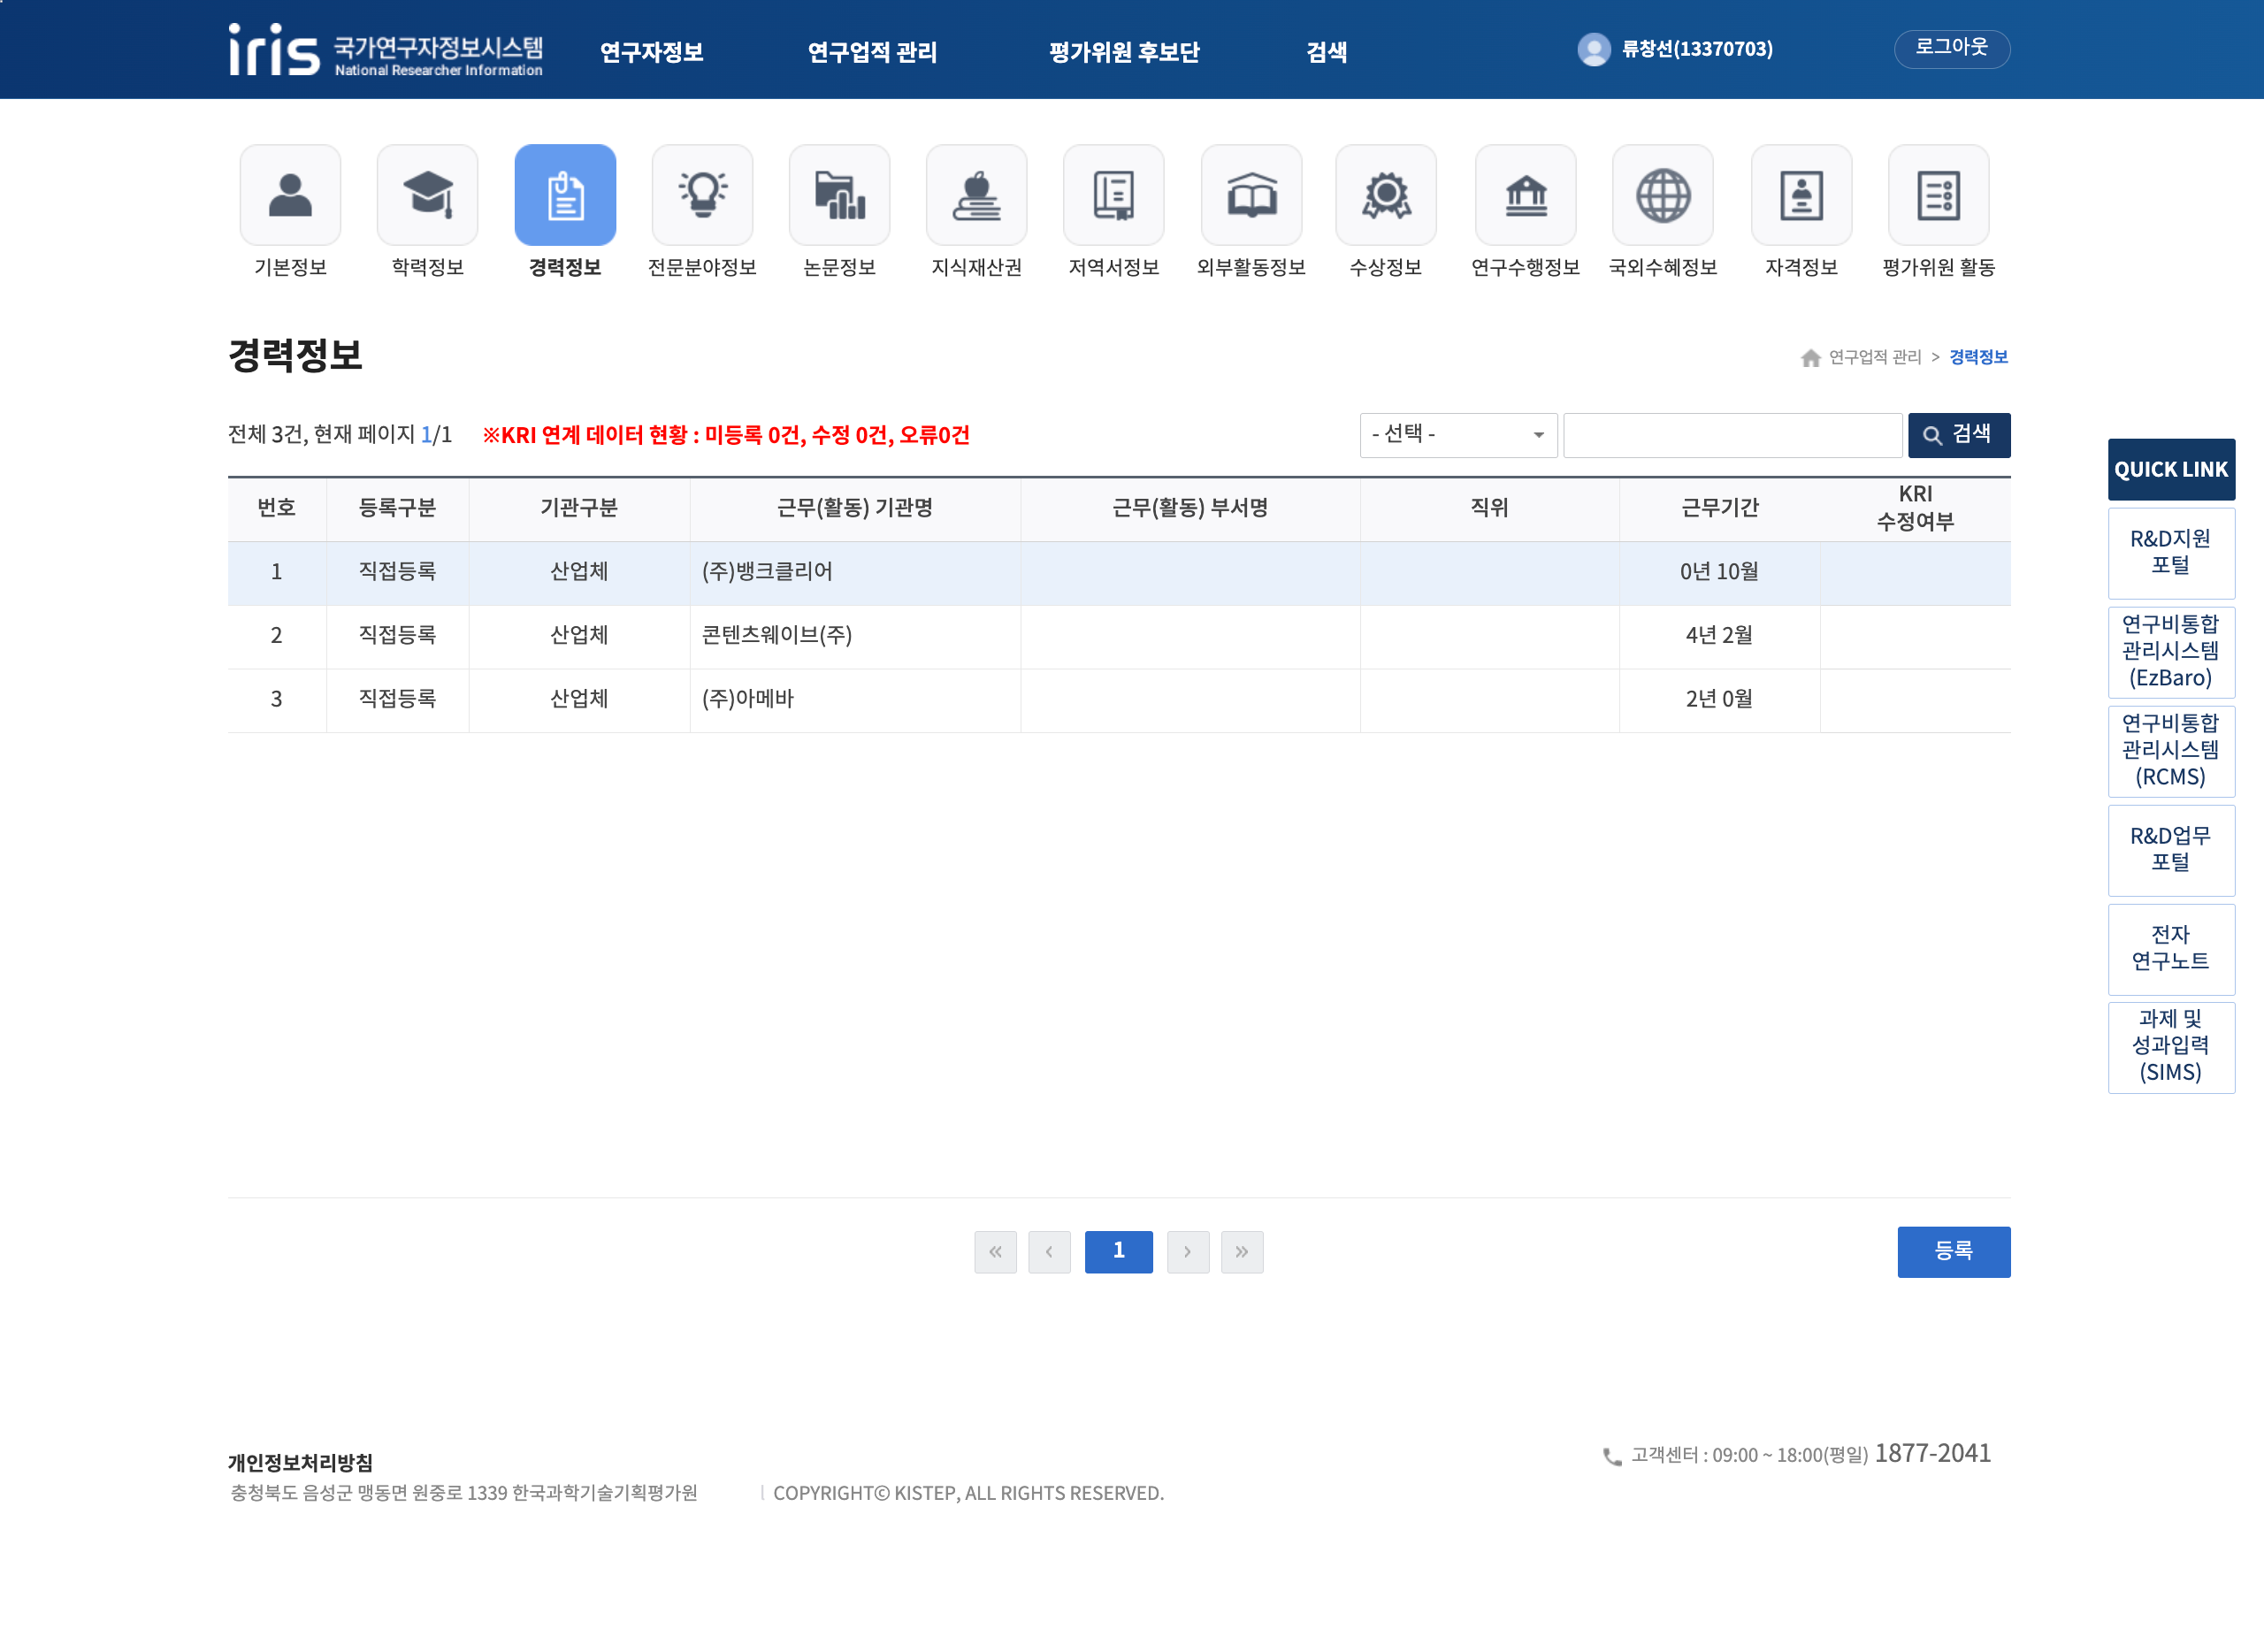 iris 국가연구자정보시스템
National Researcher Information
연구자정보 연구업적 관리 평가위원 후보단 검색
류창선(13370703) 로그아웃
기본정보 학력정보 경력정보 전문분야정보 논문정보 지식재산권 저역서정보 외부활동정보 수상정보 연구수행정보 국외수혜정보 자격정보 평가위원 활동
경력정보
연구업적 관리 > 경력정보
전체 3건, 현재 페이지 1/1 ※KRI 연계 데이터 현황 : 미등록 0건, 수정 0건, 오류0건
- 선택 - 검색
번호 등록구분 기관구분 근무(활동) 기관명 근무(활동) 부서명 직위 근무기간 KRI 수정여부
1 직접등록 산업체 (주)뱅크클리어 0년 10월
2 직접등록 산업체 콘텐츠웨이브(주) 4년 2월
3 직접등록 산업체 (주)아메바 2년 0월
« ‹ 1 › »
등록
QUICK LINK
R&D지원
포털
연구비통합
관리시스템
(EzBaro)
연구비통합
관리시스템
(RCMS)
R&D업무
포털
전자
연구노트
과제 및
성과입력
(SIMS)
개인정보처리방침
충청북도 음성군 맹동면 원중로 1339 한국과학기술기획평가원 | COPYRIGHT© KISTEP, ALL RIGHTS RESERVED.
고객센터 : 09:00 ~ 18:00(평일) 1877-2041